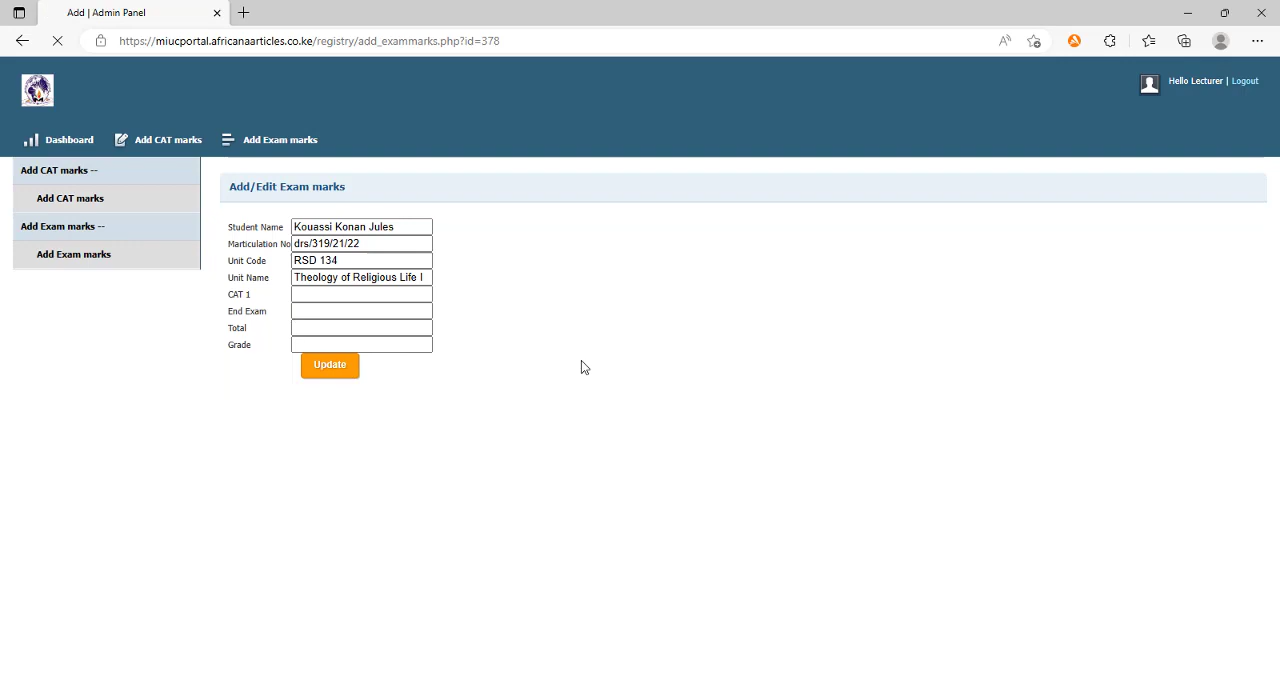 Add | Admin Panel
https://miucportal.africanaarticles.co.ke/registry/add_exammarks.php?id=378
Hello Lecturer | Logout
Dashboard Add CAT marks Add Exam marks
Add CAT marks --
Add CAT marks
Add Exam marks --
Add Exam marks
Add/Edit Exam marks
Student Name Kouassi Konan Jules
Marticulation No drs/319/21/22
Unit Code RSD 134
Unit Name Theology of Religious Life I
CAT 1
End Exam
Total
Grade
Update